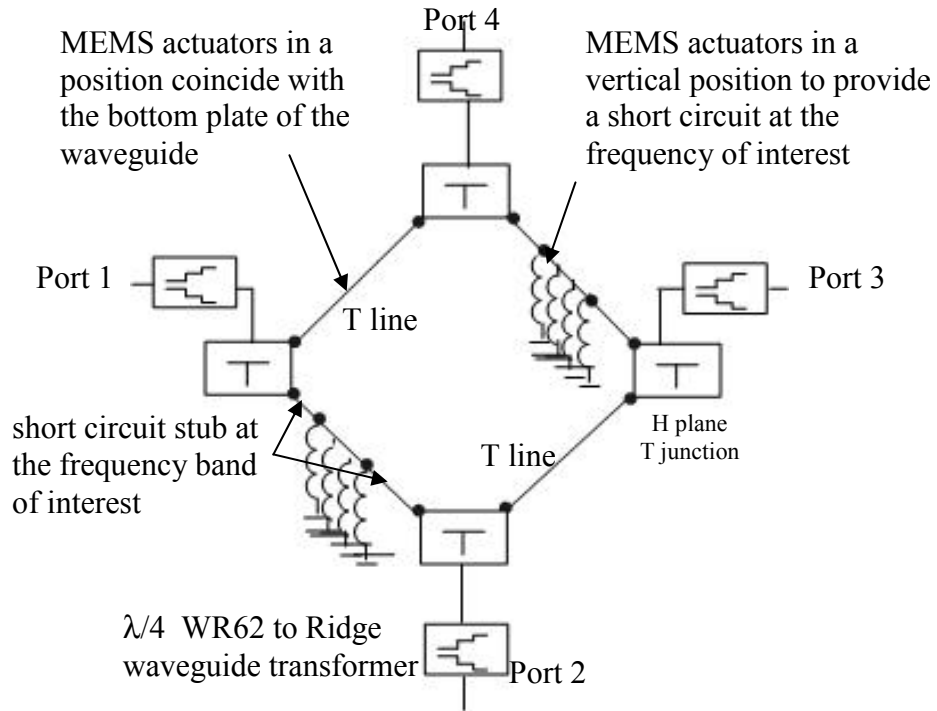 Port 4
MEMS actuators in a
position coincide with
the bottom plate of the
waveguide
MEMS actuators in a
vertical position to provide
a short circuit at the
frequency of interest
Port 1
Port 3
T line
short circuit stub at
the frequency band
of interest
T line
H plane
T junction
λ/4 WR62 to Ridge
waveguide transformer
Port 2